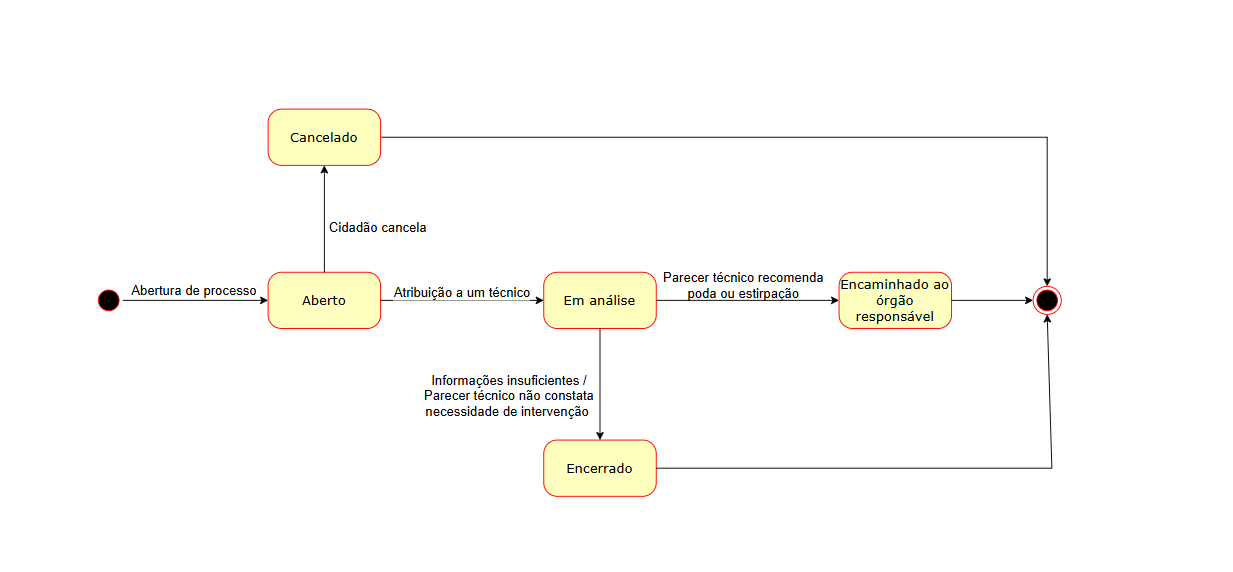 Cancelado
Cidadão cancela
Abertura de processo
Aberto
Atribuição a um técnico
Em análise
Parecer técnico recomenda
poda ou estirpação
Encaminhado ao
órgão
responsável
Informações insuficientes /
Parecer técnico não constata
necessidade de intervenção
Encerrado